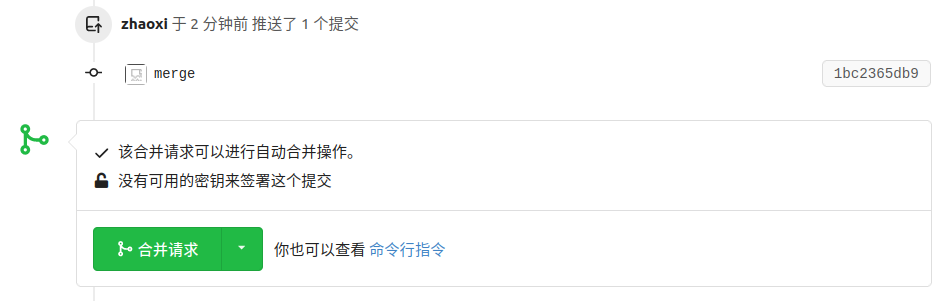 zhaoxi 于 2 分钟前 推送了 1 个提交
merge 1bc2365db9
该合并请求可以进行自动合并操作。
没有可用的密钥来签署这个提交
合并请求 你也可以查看 命令行指令